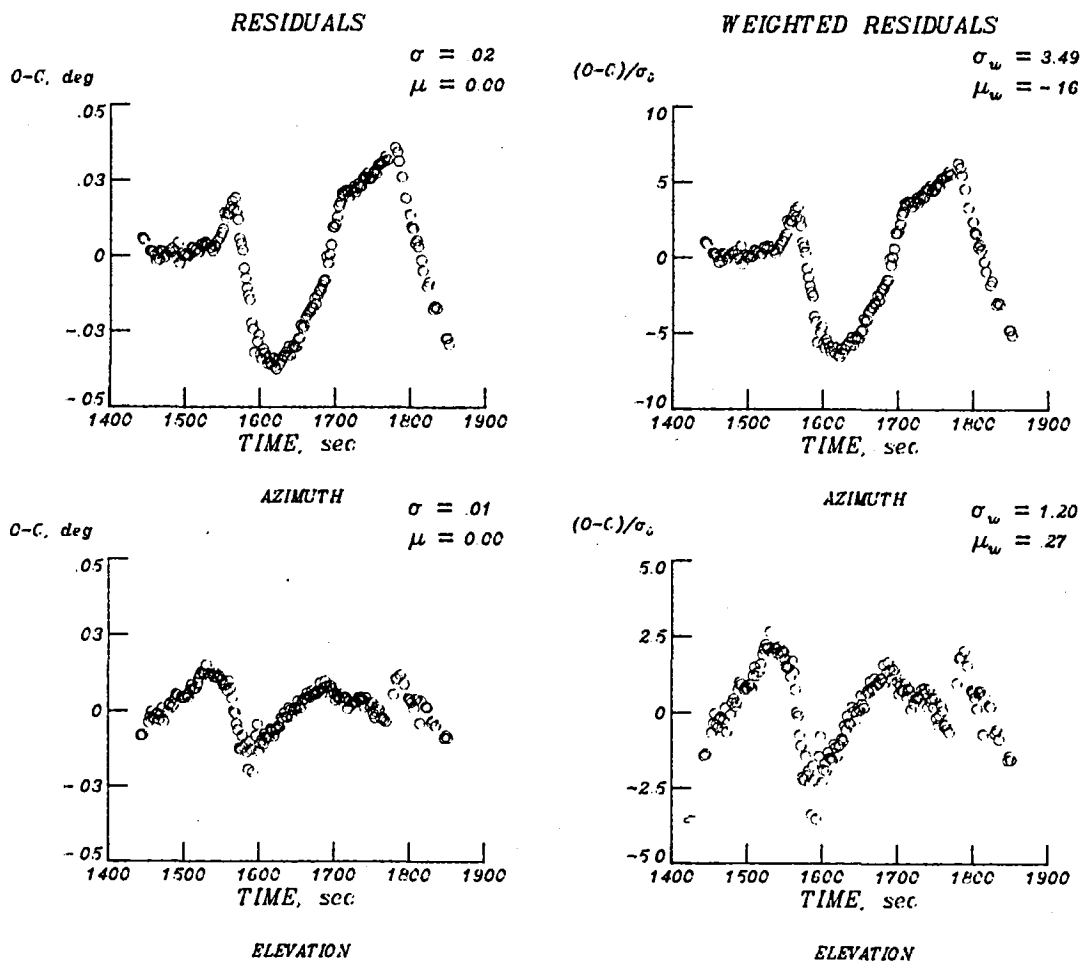 RESIDUALS
WEIGHTED RESIDUALS
σ = .02
μ = 0.00
O-C, deg
σw = 3.49
μw = -16
(O-C)/σo
.05
.03
0
-.03
-.05
1400 1500 1600 1700 1800 1900
TIME, sec
AZIMUTH
10
5
0
-5
-10
1400 1500 1600 1700 1800 1900
TIME, sec
AZIMUTH
σ = .01
μ = 0.00
O-C, deg
σw = 1.20
μw = .27
(O-C)/σo
.05
03
0
-.03
-.05
1400 1500 1600 1700 1800 1900
TIME, sec
ELEVATION
5.0
2.5
0
-2.5
-5.0
1400 1500 1600 1700 1800 1900
TIME, sec
ELEVATION